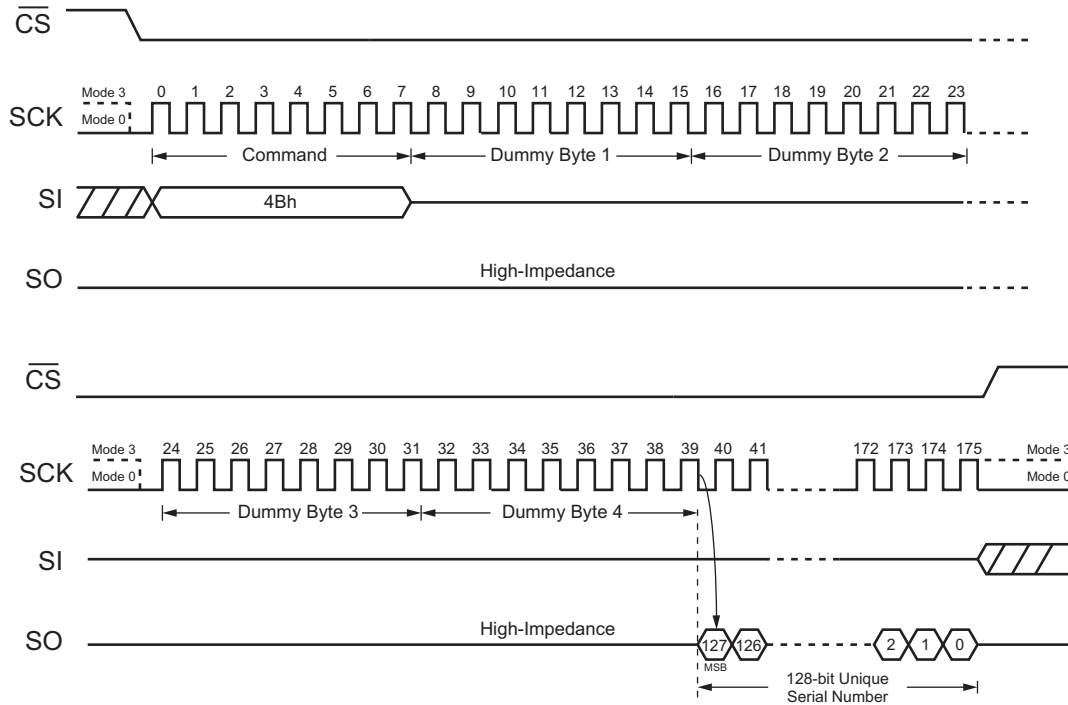 CS
Mode 3
0 1 2 3 4 5 6 7 8 9 10 11 12 13 14 15 16 17 18 19 20 21 22 23
SCK
Mode 0
Command
Dummy Byte 1
Dummy Byte 2
SI
4Bh
High-Impedance
SO
CS
Mode 3
24 25 26 27 28 29 30 31 32 33 34 35 36 37 38 39 40 41
172 173 174 175
Mode 3
SCK
Mode 0
Mode 0
Dummy Byte 3
Dummy Byte 4
SI
High-Impedance
SO
127 126
2 1 0
MSB
128-bit Unique
Serial Number